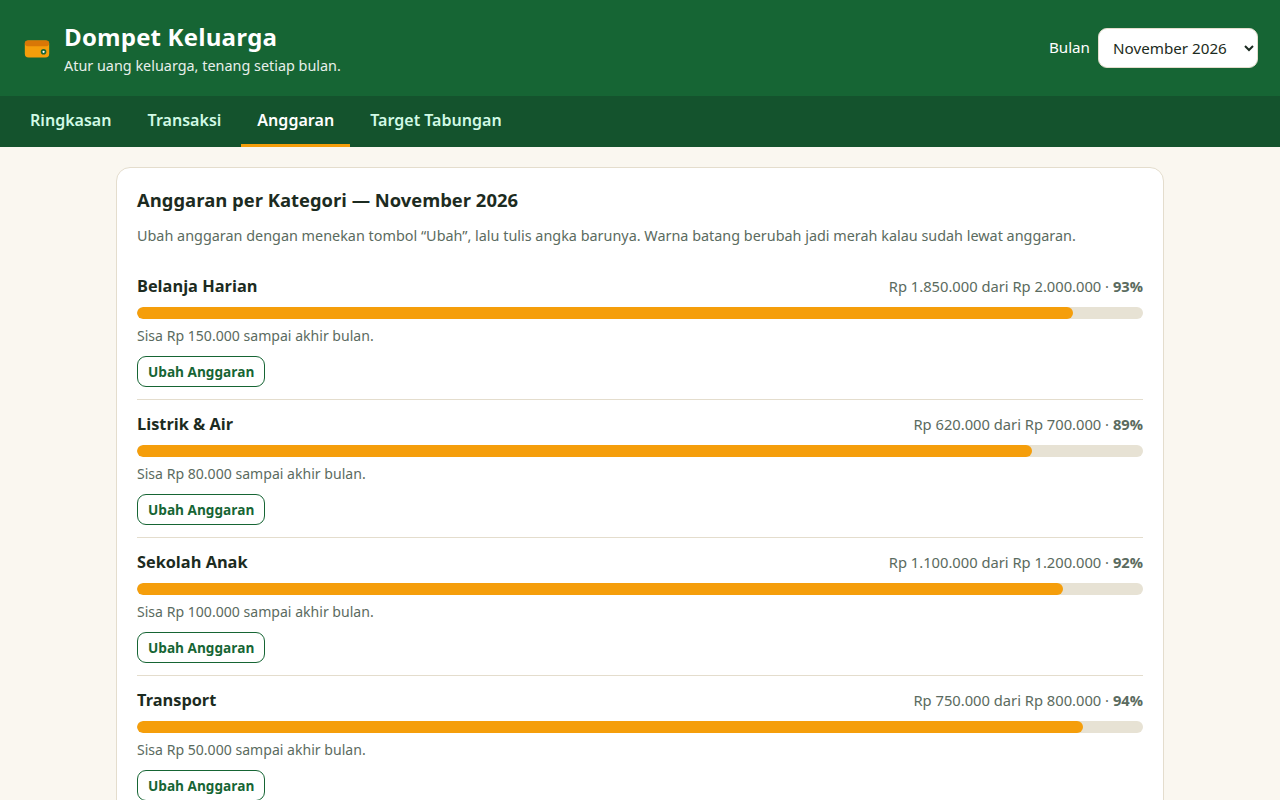 Dompet Keluarga
Atur uang keluarga, tenang setiap bulan.
Bulan
November 2026
Ringkasan
Transaksi
Anggaran
Target Tabungan
Anggaran per Kategori — November 2026
Ubah anggaran dengan menekan tombol “Ubah”, lalu tulis angka barunya. Warna batang berubah jadi merah kalau sudah lewat anggaran.
Belanja Harian
Rp 1.850.000 dari Rp 2.000.000 · 93%
Sisa Rp 150.000 sampai akhir bulan.
Ubah Anggaran
Listrik & Air
Rp 620.000 dari Rp 700.000 · 89%
Sisa Rp 80.000 sampai akhir bulan.
Ubah Anggaran
Sekolah Anak
Rp 1.100.000 dari Rp 1.200.000 · 92%
Sisa Rp 100.000 sampai akhir bulan.
Ubah Anggaran
Transport
Rp 750.000 dari Rp 800.000 · 94%
Sisa Rp 50.000 sampai akhir bulan.
Ubah Anggaran